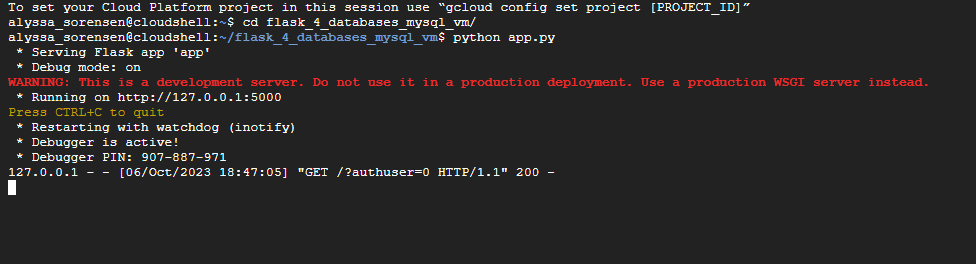 To set your Cloud Platform project in this session use “gcloud config set project [PROJECT_ID]”
alyssa_sorensen@cloudshell:~$ cd flask_4_databases_mysql_vm/
alyssa_sorensen@cloudshell:~/flask_4_databases_mysql_vm$ python app.py
 * Serving Flask app 'app'
 * Debug mode: on
WARNING: This is a development server. Do not use it in a production deployment. Use a production WSGI server instead.
 * Running on http://127.0.0.1:5000
Press CTRL+C to quit
 * Restarting with watchdog (inotify)
 * Debugger is active!
 * Debugger PIN: 907-887-971
127.0.0.1 - - [06/Oct/2023 18:47:05] "GET /?authuser=0 HTTP/1.1" 200 -